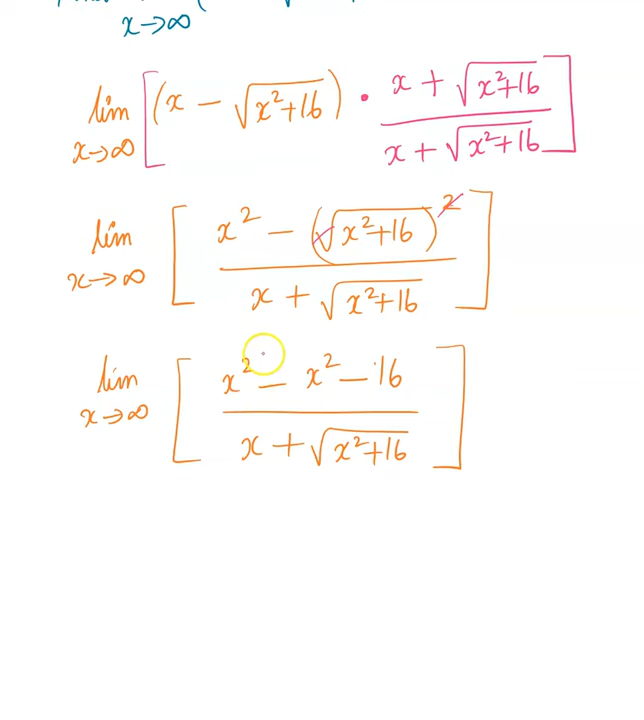 x→∞
lim x→∞ [(x − √(x²+16)) · (x + √(x²+16))/(x + √(x²+16))]
lim x→∞ [(x² − (√(x²+16))²)/(x + √(x²+16))]
lim x→∞ [(x² − x² − 16)/(x + √(x²+16))]